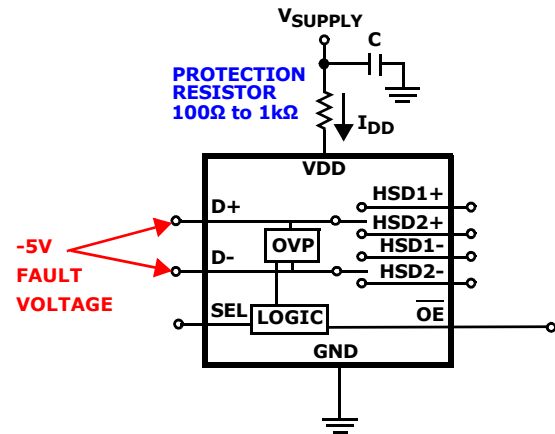 VSUPPLY
C
PROTECTION
RESISTOR
100Ω to 1kΩ
IDD
VDD
D+
HSD1+
HSD2+
OVP
HSD1-
D-
HSD2-
-5V
FAULT
VOLTAGE
SEL
LOGIC
OE
GND